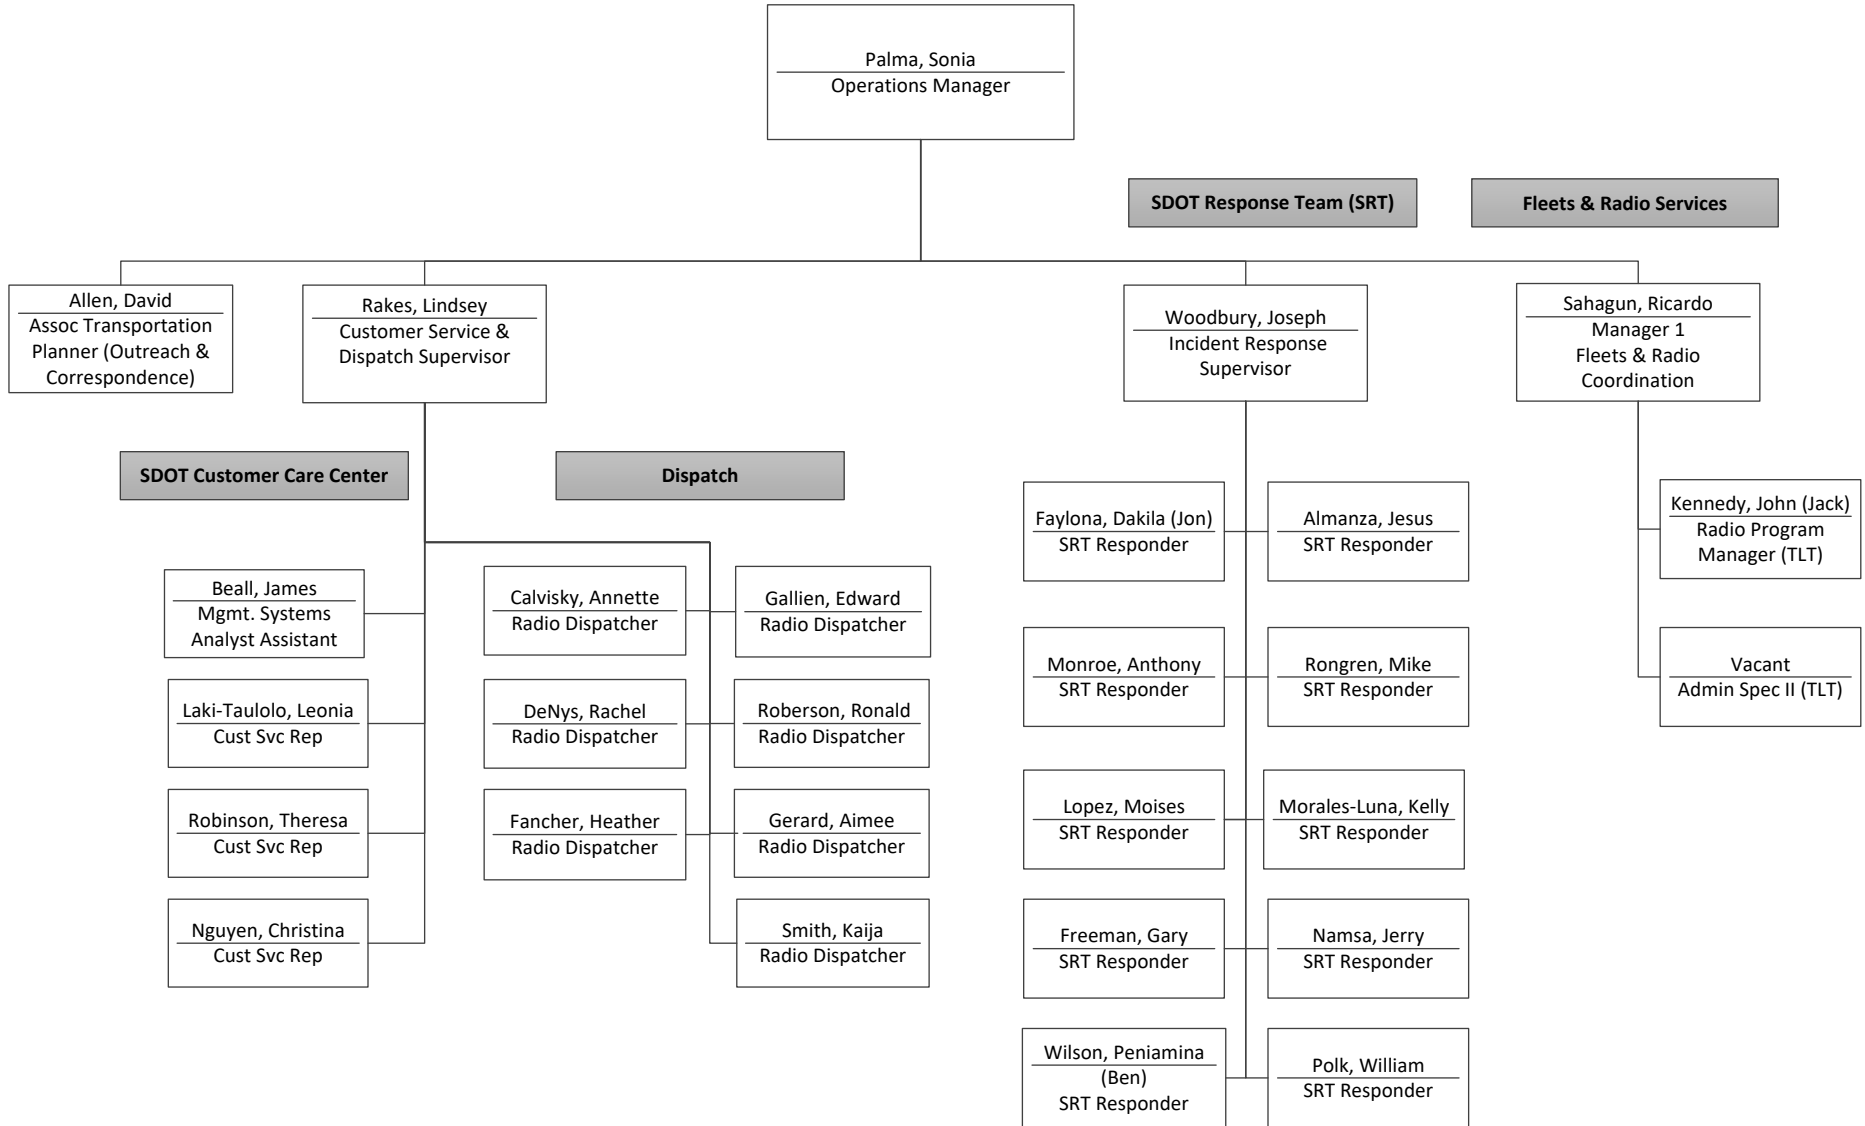 Palma, Sonia
Operations Manager
SDOT Response Team (SRT)
Fleets & Radio Services
Allen, David
Assoc Transportation
Planner (Outreach &
Correspondence)
Rakes, Lindsey
Customer Service &
Dispatch Supervisor
Woodbury, Joseph
Incident Response
Supervisor
Sahagun, Ricardo
Manager 1
Fleets & Radio
Coordination
SDOT Customer Care Center
Dispatch
Beall, James
Mgmt. Systems
Analyst Assistant
Laki-Taulolo, Leonia
Cust Svc Rep
Robinson, Theresa
Cust Svc Rep
Nguyen, Christina
Cust Svc Rep
Calvisky, Annette
Radio Dispatcher
Gallien, Edward
Radio Dispatcher
DeNys, Rachel
Radio Dispatcher
Roberson, Ronald
Radio Dispatcher
Fancher, Heather
Radio Dispatcher
Gerard, Aimee
Radio Dispatcher
Smith, Kaija
Radio Dispatcher
Faylona, Dakila (Jon)
SRT Responder
Almanza, Jesus
SRT Responder
Monroe, Anthony
SRT Responder
Rongren, Mike
SRT Responder
Lopez, Moises
SRT Responder
Morales-Luna, Kelly
SRT Responder
Freeman, Gary
SRT Responder
Namsa, Jerry
SRT Responder
Wilson, Peniamina
(Ben)
SRT Responder
Polk, William
SRT Responder
Kennedy, John (Jack)
Radio Program
Manager (TLT)
Vacant
Admin Spec II (TLT)